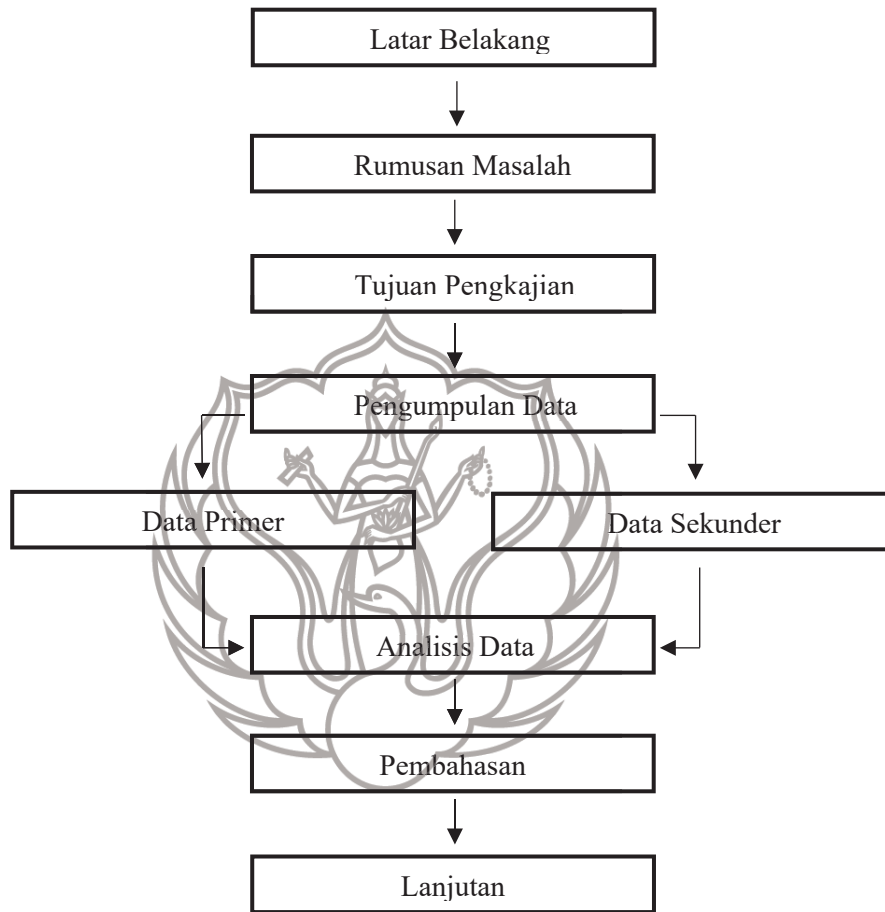 Latar Belakang
Rumusan Masalah
Tujuan Pengkajian
Pengumpulan Data
Data Primer
Data Sekunder
Analisis Data
Pembahasan
Lanjutan